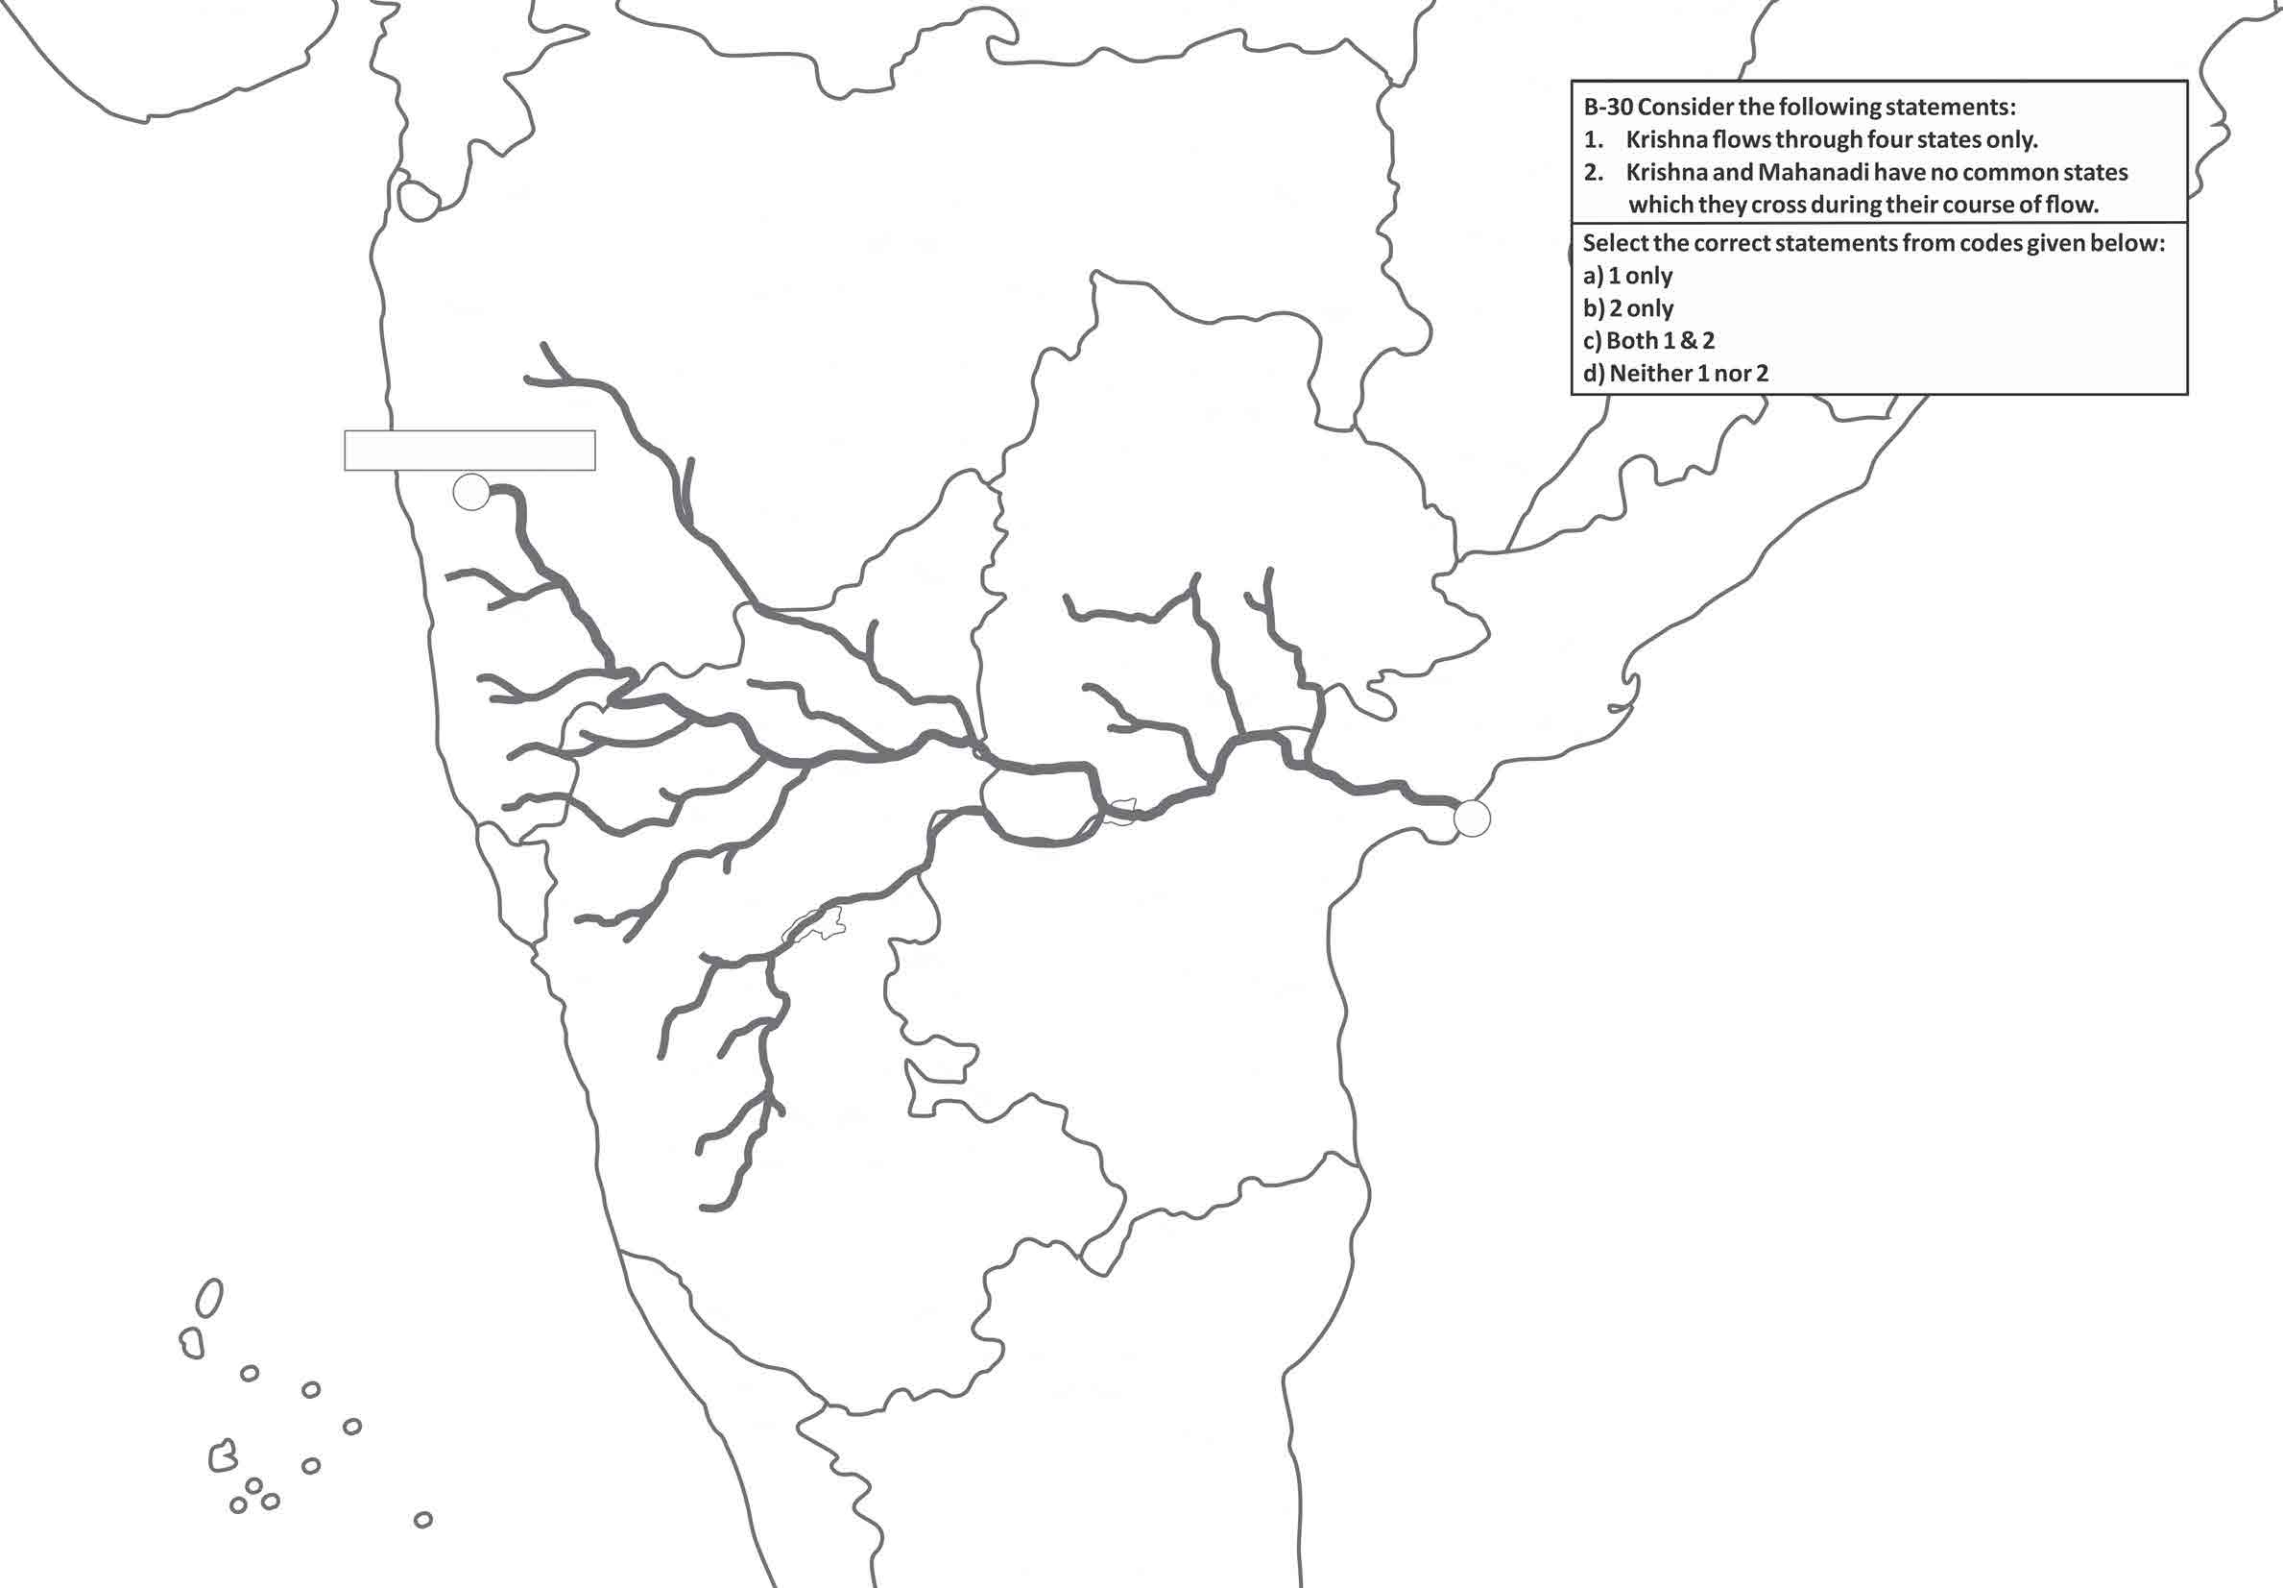 B-30 Consider the following statements:
1. Krishna flows through four states only.
2. Krishna and Mahanadi have no common states
which they cross during their course of flow.
Select the correct statements from codes given below:
a) 1 only
b) 2 only
c) Both 1 & 2
d) Neither 1 nor 2